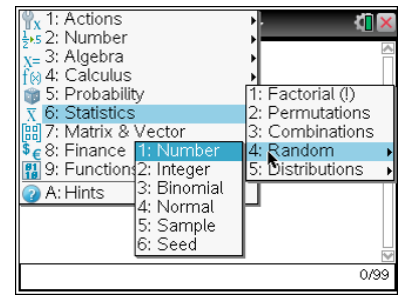 1: Actions
2: Number
3: Algebra
4: Calculus
5: Probability
6: Statistics
7: Matrix & Vector
8: Finance
9: Functions
A: Hints
1: Factorial (!)
2: Permutations
3: Combinations
4: Random
5: Distributions
1: Number
2: Integer
3: Binomial
4: Normal
5: Sample
6: Seed
0/99